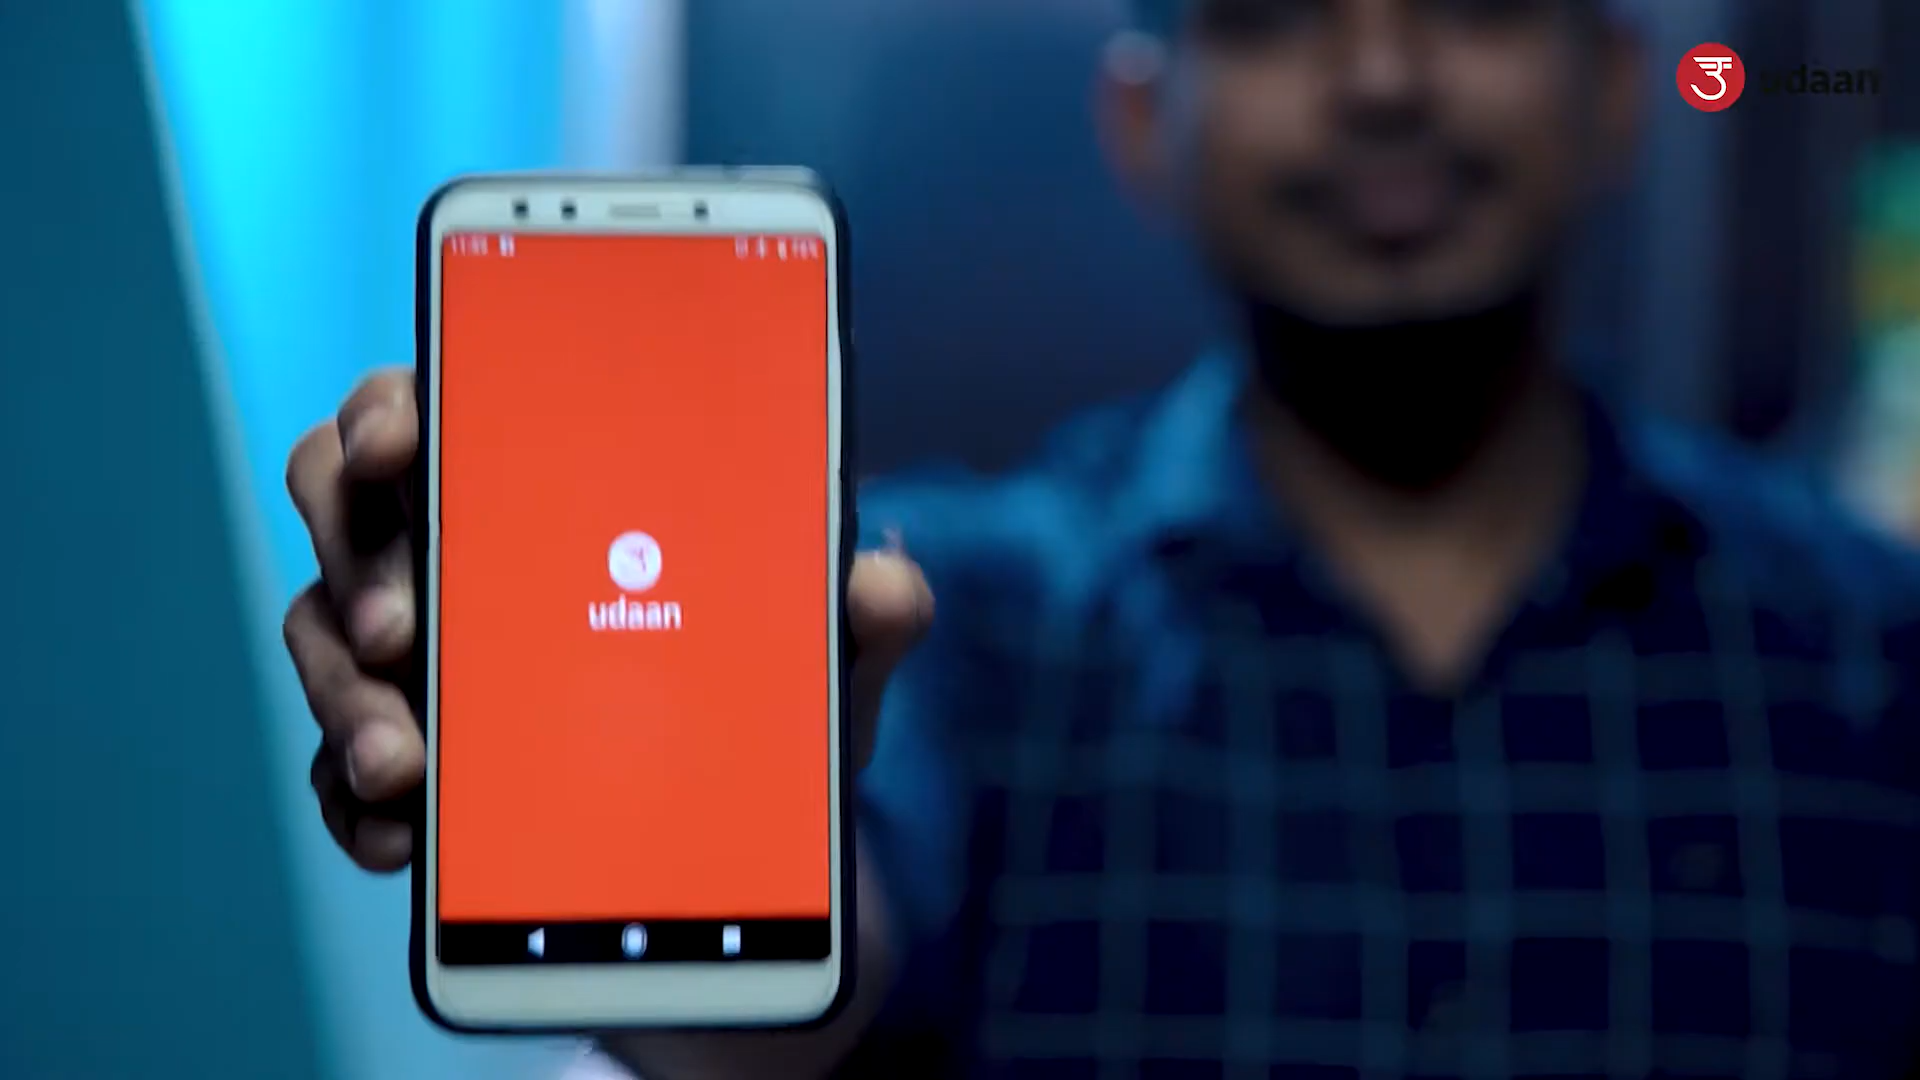 उ udaan
उ
udaan